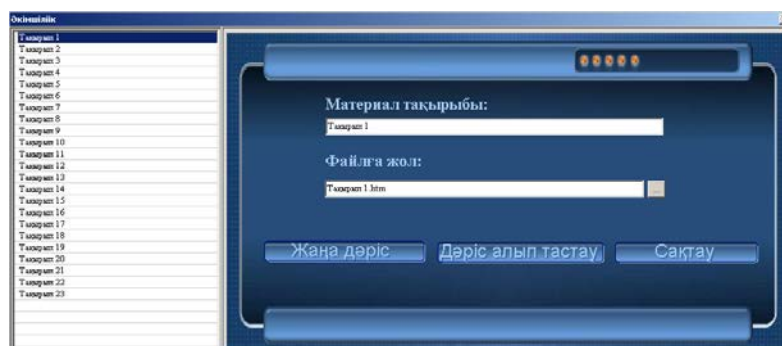 Әкімшілік
Тақырып 1
Тақырып 2
Тақырып 3
Тақырып 4
Тақырып 5
Тақырып 6
Тақырып 7
Тақырып 8
Тақырып 9
Тақырып 10
Тақырып 11
Тақырып 12
Тақырып 13
Тақырып 14
Тақырып 15
Тақырып 16
Тақырып 17
Тақырып 18
Тақырып 19
Тақырып 20
Тақырып 21
Тақырып 22
Тақырып 23
Материал тақырыбы:
Тақырып 1
Файлға жол:
Тақырып 1.htm
...
Жаңа дәріс
Дәріс алып тастау
Сақтау